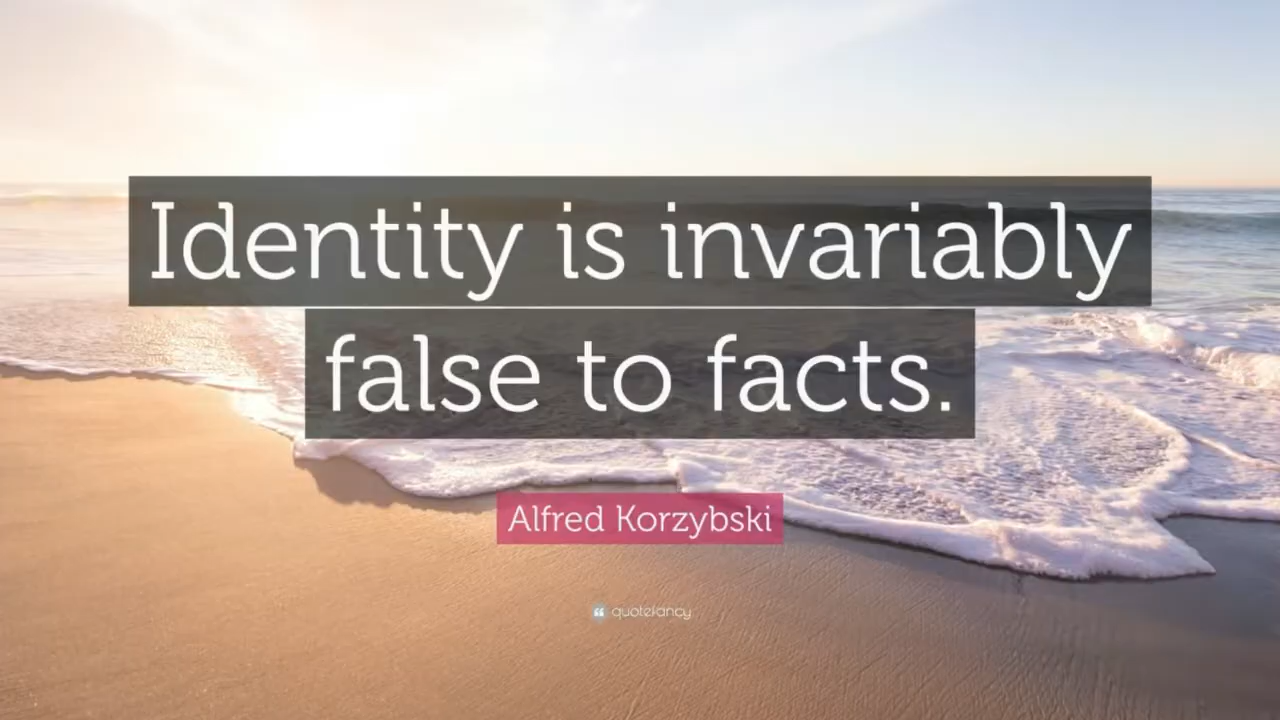 Identity is invariably
false to facts.
Alfred Korzybski
quotefancy